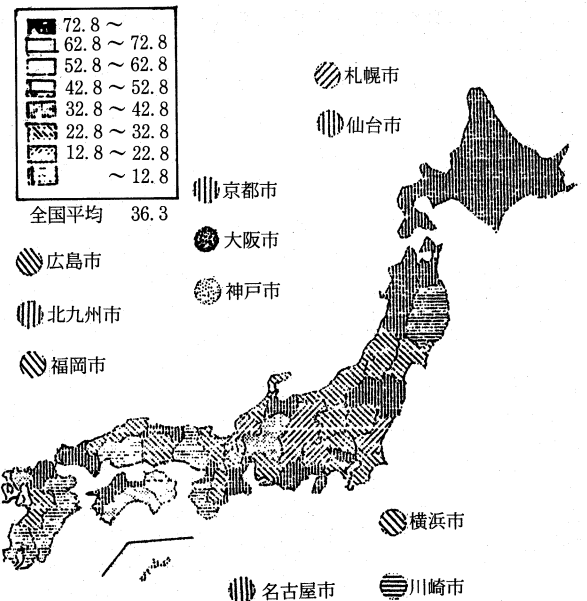 72.8～
62.8～72.8
52.8～62.8
42.8～52.8
32.8～42.8
22.8～32.8
12.8～22.8
～12.8
全国平均 36.3
札幌市
仙台市
京都市
大阪市
神戸市
広島市
北九州市
福岡市
横浜市
名古屋市
川崎市